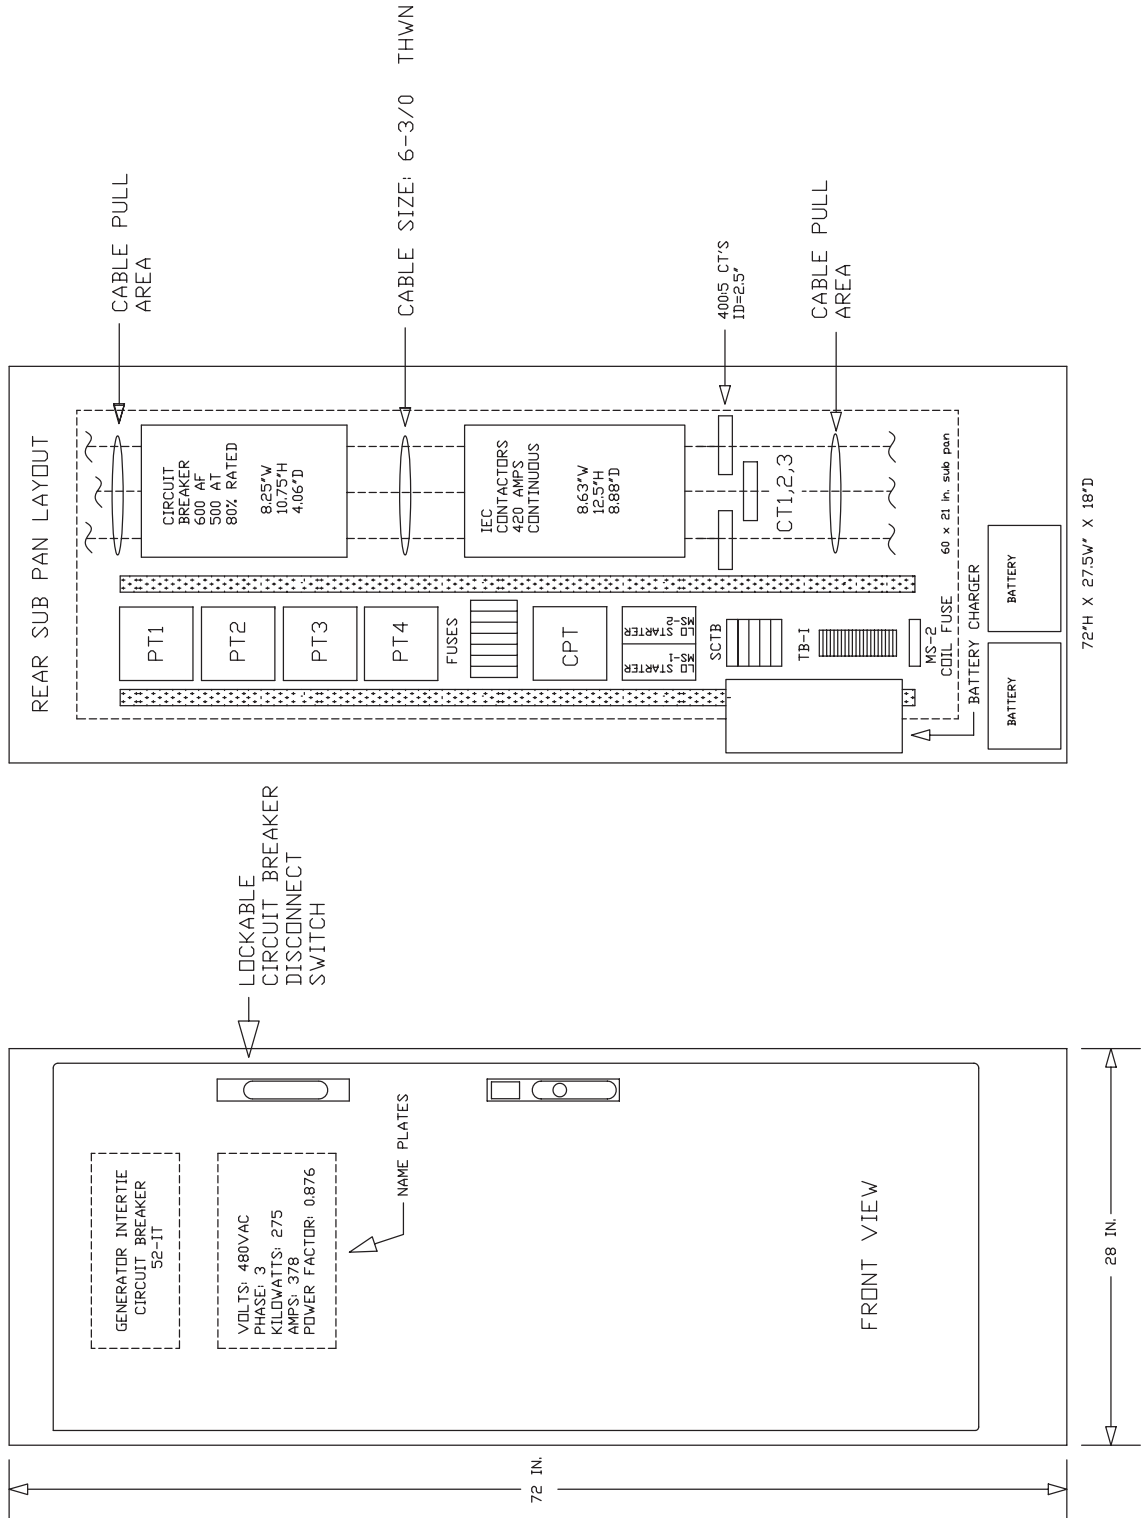 REAR SUB PAN LAYOUT
CABLE PULL
AREA
CIRCUIT
BREAKER
600 AF
500 AT
80% RATED
8.25"W
10.75"H
4.06"D
CABLE SIZE: 6-3/0 THWN
IEC
CONTACTORS
420 AMPS
CONTINUOUS
8.63"W
12.5"H
8.88"D
400:5 CT'S
ID=2.5"
CT1,2,3
CABLE PULL
AREA
60 x 21 in. sub pan
PT1
PT2
PT3
PT4
FUSES
CPT
LO STARTER
MS-2
LO STARTER
MS-1
SCTB
TB-1
MS-2
COIL FUSE
BATTERY CHARGER
BATTERY
BATTERY
72"H X 27.5W" X 18"D
LOCKABLE
CIRCUIT BREAKER
DISCONNECT
SWITCH
GENERATOR INTERTIE
CIRCUIT BREAKER
52-IT
VOLTS: 480VAC
PHASE: 3
KILOWATTS: 275
AMPS: 378
POWER FACTOR: 0.876
NAME PLATES
FRONT VIEW
28 IN.
72 IN.